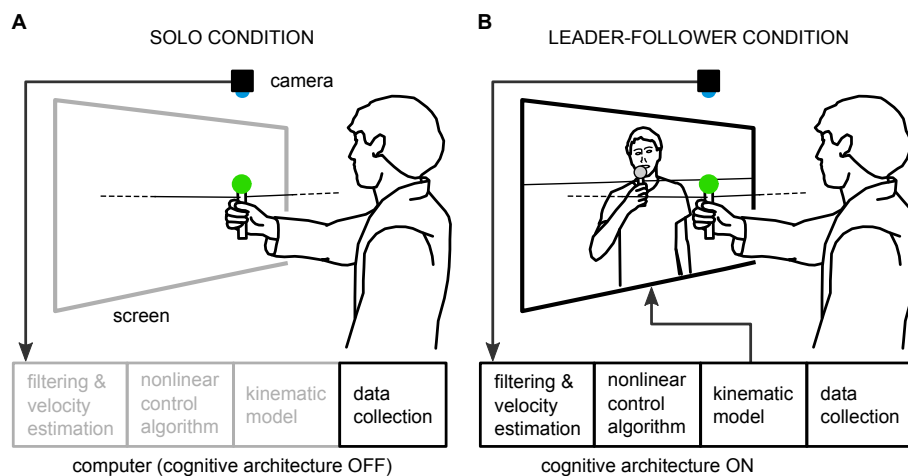 A
SOLO CONDITION
camera
screen
filtering &
velocity
estimation
nonlinear
control
algorithm
kinematic
model
data
collection
computer (cognitive architecture OFF)
B
LEADER-FOLLOWER CONDITION
filtering &
velocity
estimation
nonlinear
control
algorithm
kinematic
model
data
collection
cognitive architecture ON